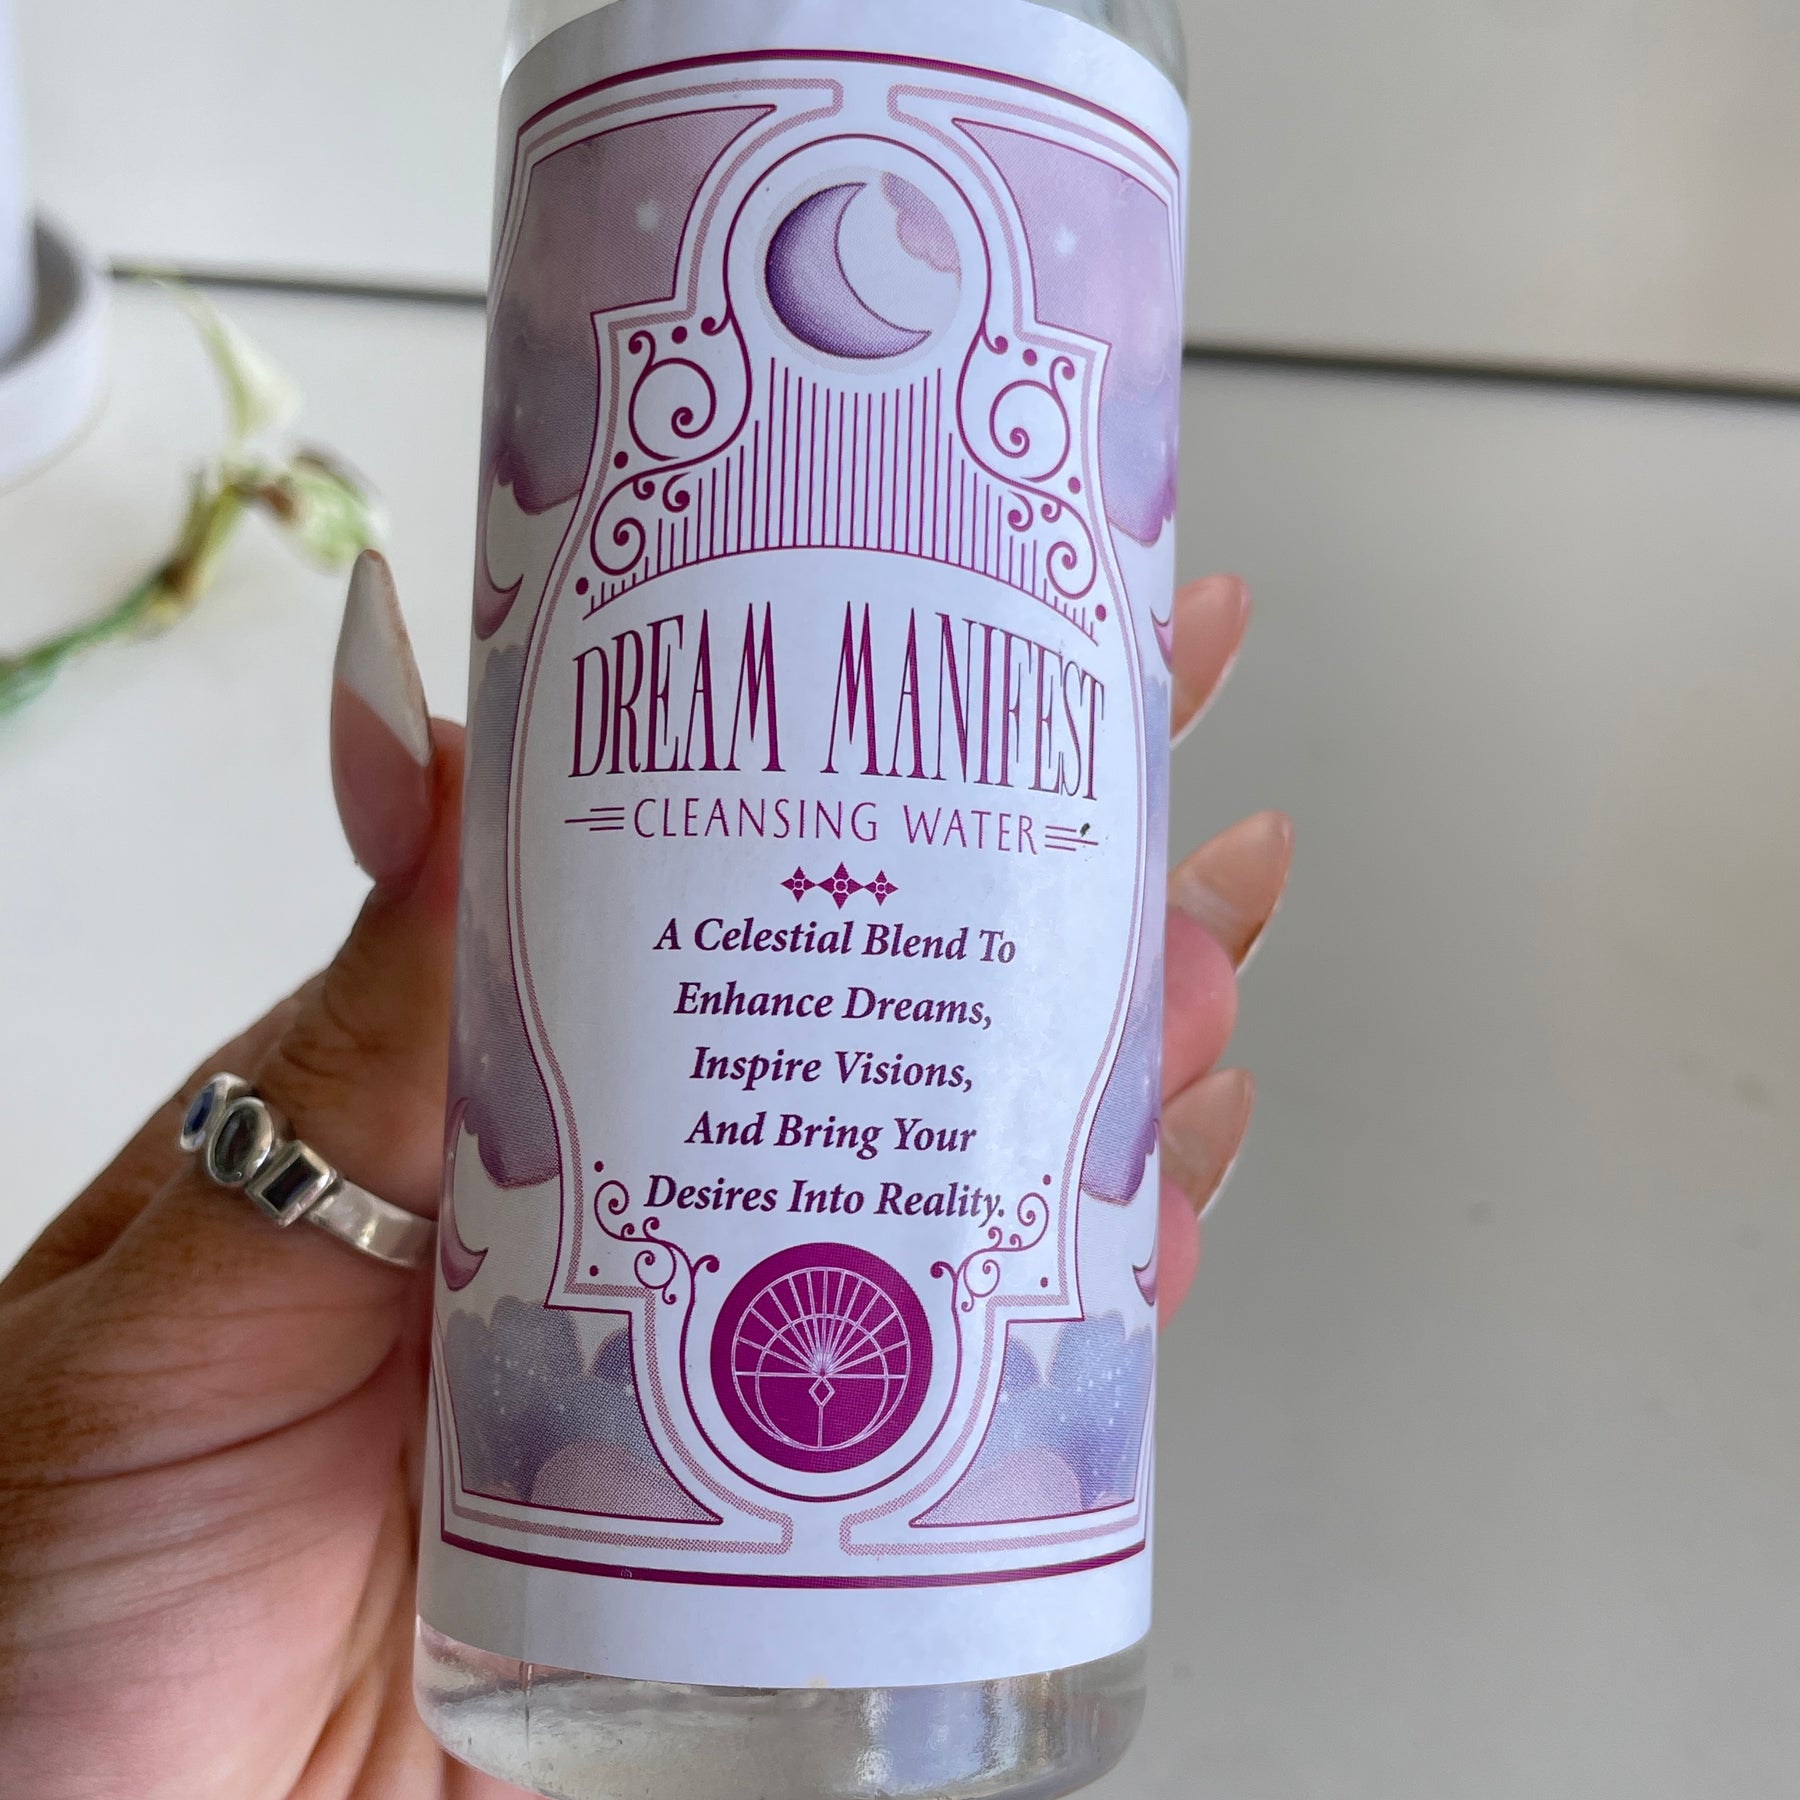 DREAM MANIFEST
CLEANSING WATER
A Celestial Blend To
Enhance Dreams,
Inspire Visions,
And Bring Your
Desires Into Reality.